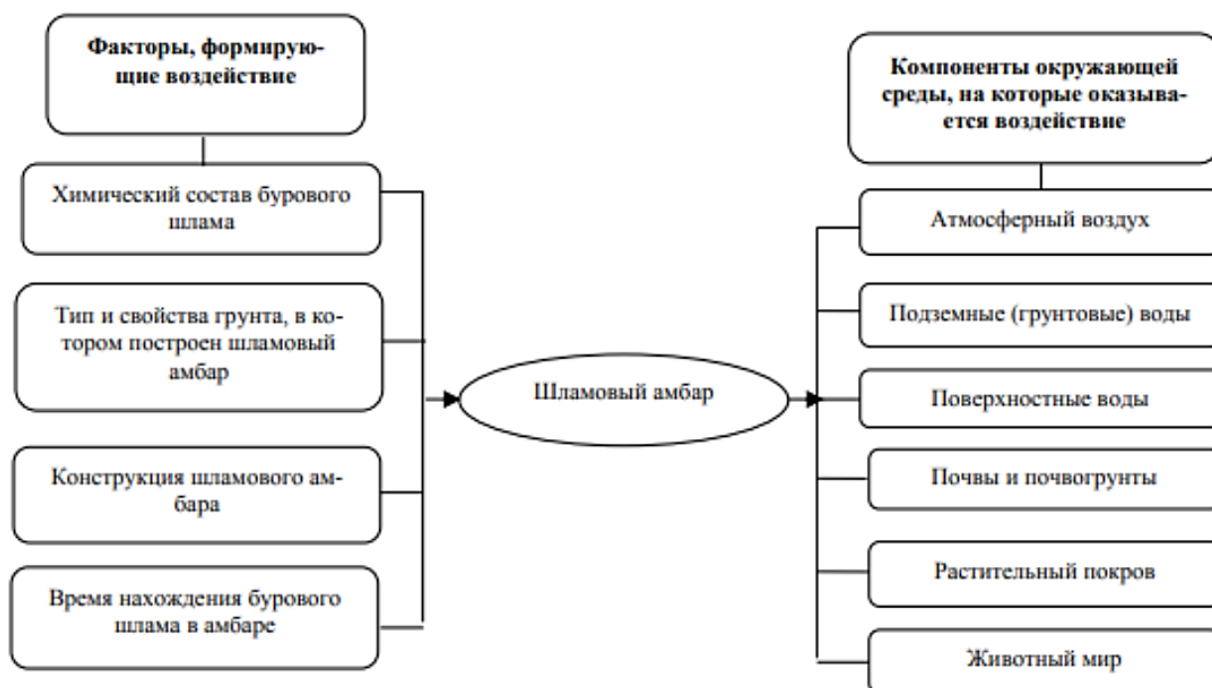 Факторы, формирую-
щие воздействие
Химический состав бурового
шлама
Тип и свойства грунта, в ко-
тором построен шламовый
амбар
Конструкция шламового ам-
бара
Время нахождения бурового
шлама в амбаре
Шламовый амбар
Компоненты окружающей
среды, на которые оказыва-
ется воздействие
Атмосферный воздух
Подземные (грунтовые) воды
Поверхностные воды
Почвы и почвогрунты
Растительный покров
Животный мир